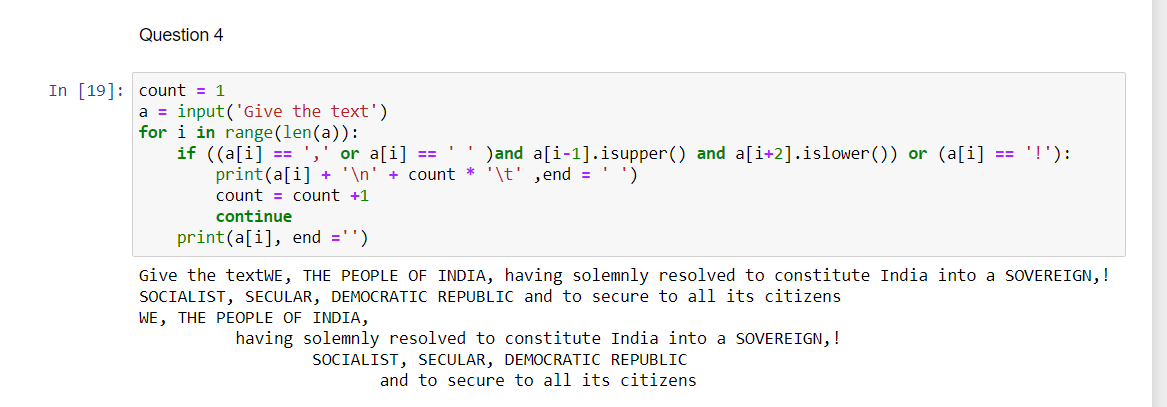 Question 4
In [19]: count = 1
a = input('Give the text')
for i in range(len(a)):
    if ((a[i] == ',' or a[i] == ' ' )and a[i-1].isupper() and a[i+2].islower()) or (a[i] == '!'):
        print(a[i] + '\n' + count * '\t' ,end = ' ')
        count = count +1
        continue
    print(a[i], end ='')
Give the textWE, THE PEOPLE OF INDIA, having solemnly resolved to constitute India into a SOVEREIGN,!
SOCIALIST, SECULAR, DEMOCRATIC REPUBLIC and to secure to all its citizens
WE, THE PEOPLE OF INDIA,
having solemnly resolved to constitute India into a SOVEREIGN,!
SOCIALIST, SECULAR, DEMOCRATIC REPUBLIC
and to secure to all its citizens